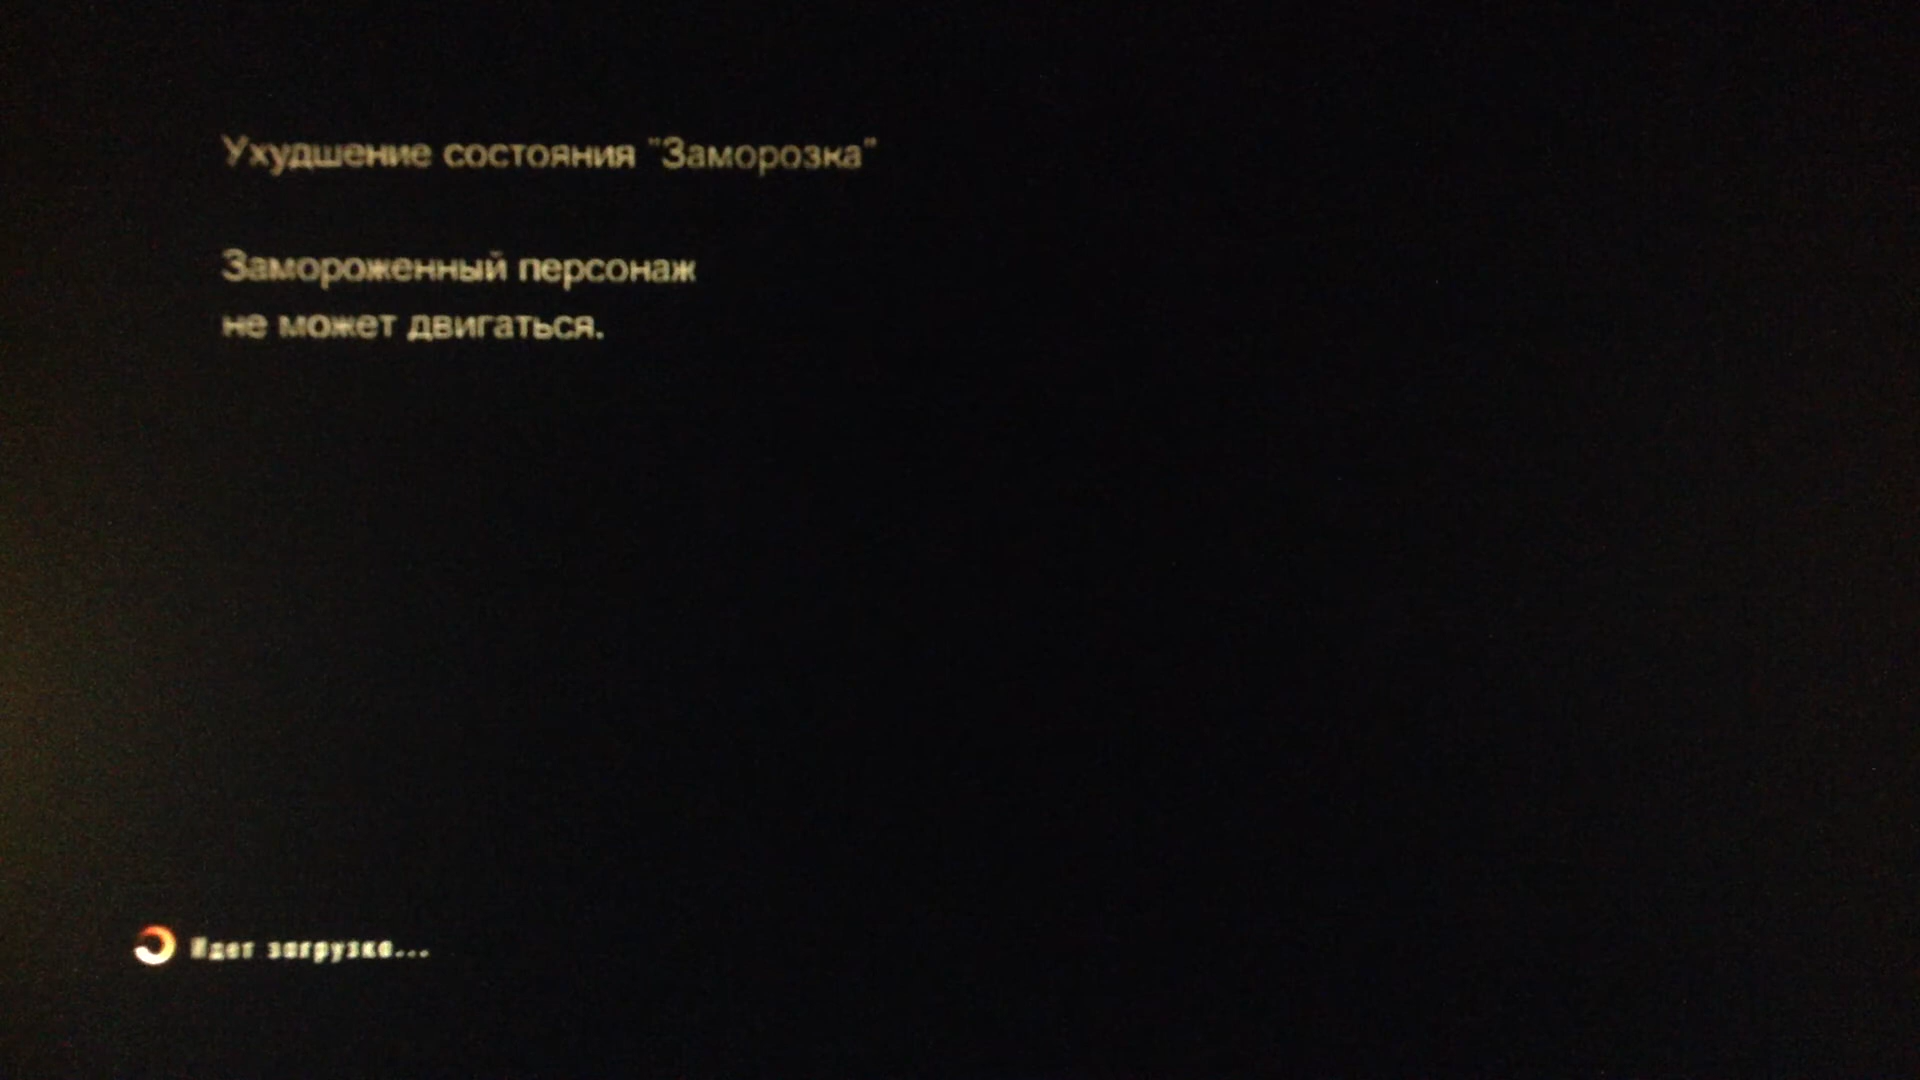 Ухудшение состояния "Заморозка"
Замороженный персонаж
не может двигаться.
Идет загрузка...